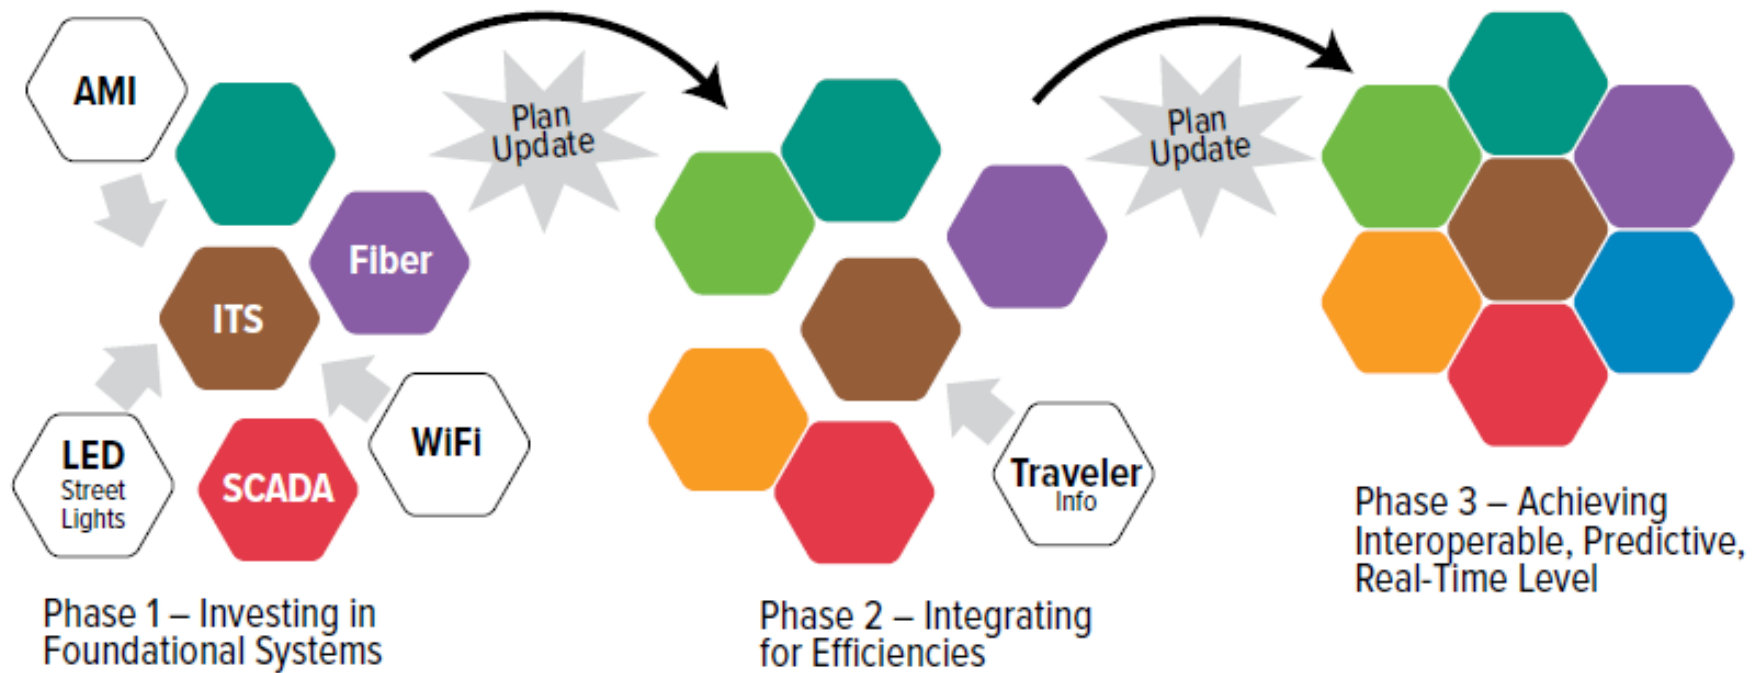 AMI
Fiber
ITS
LED
Street
Lights
SCADA
WiFi
Phase 1 – Investing in
Foundational Systems
Plan
Update
Traveler
Info
Phase 2 – Integrating
for Efficiencies
Plan
Update
Phase 3 – Achieving
Interoperable, Predictive,
Real-Time Level